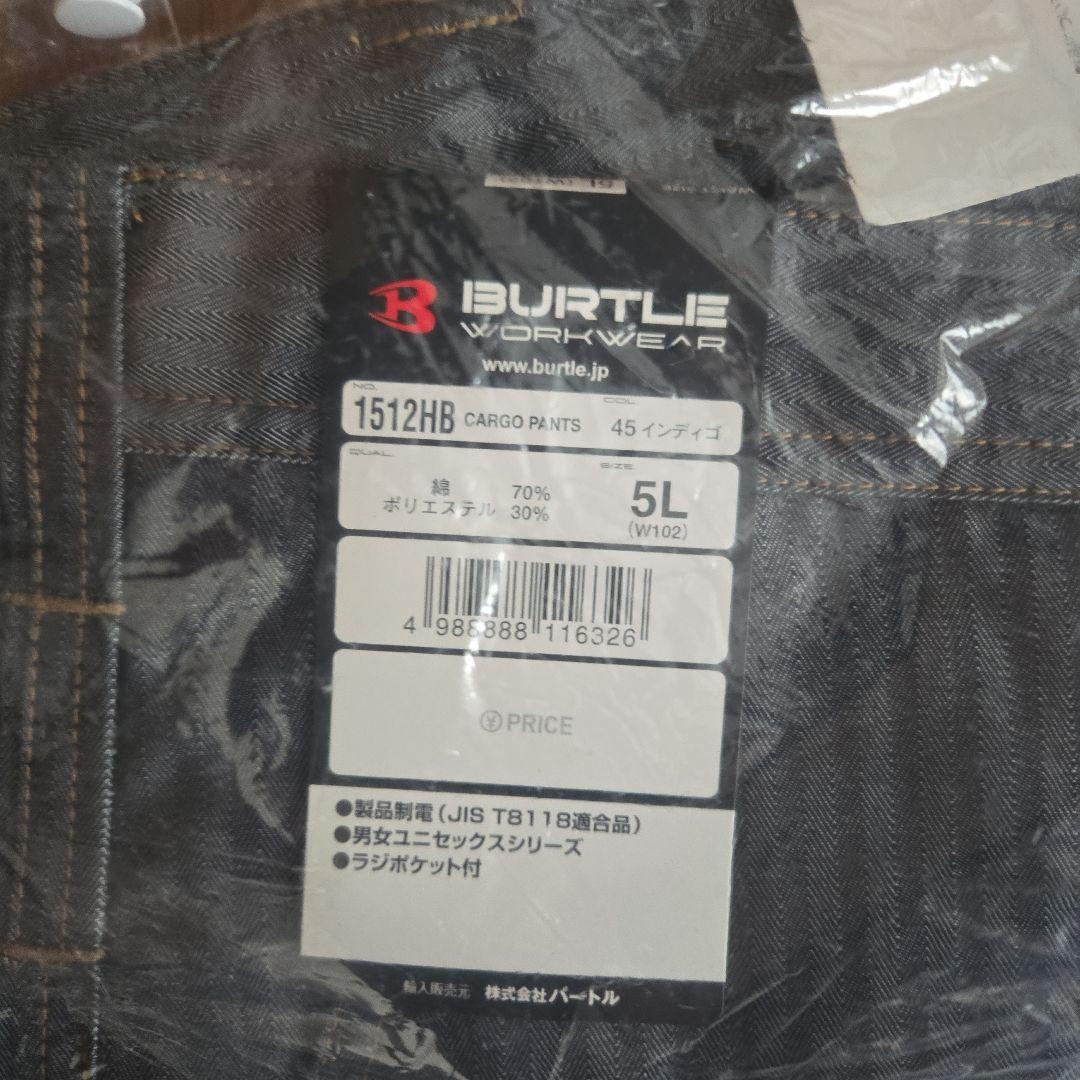 BURTLE
WORKWEAR
www.burtle.jp
NO.
1512HB CARGO PANTS
COL.
45 インディゴ
QUAL.
綿 70%
ポリエステル 30%
SIZE
5L
(W102)
4 988888 116326
¥PRICE
●製品制電(JIS T8118適合品)
●男女ユニセックスシリーズ
●ラジポケット付
輸入販売元 株式会社バートル